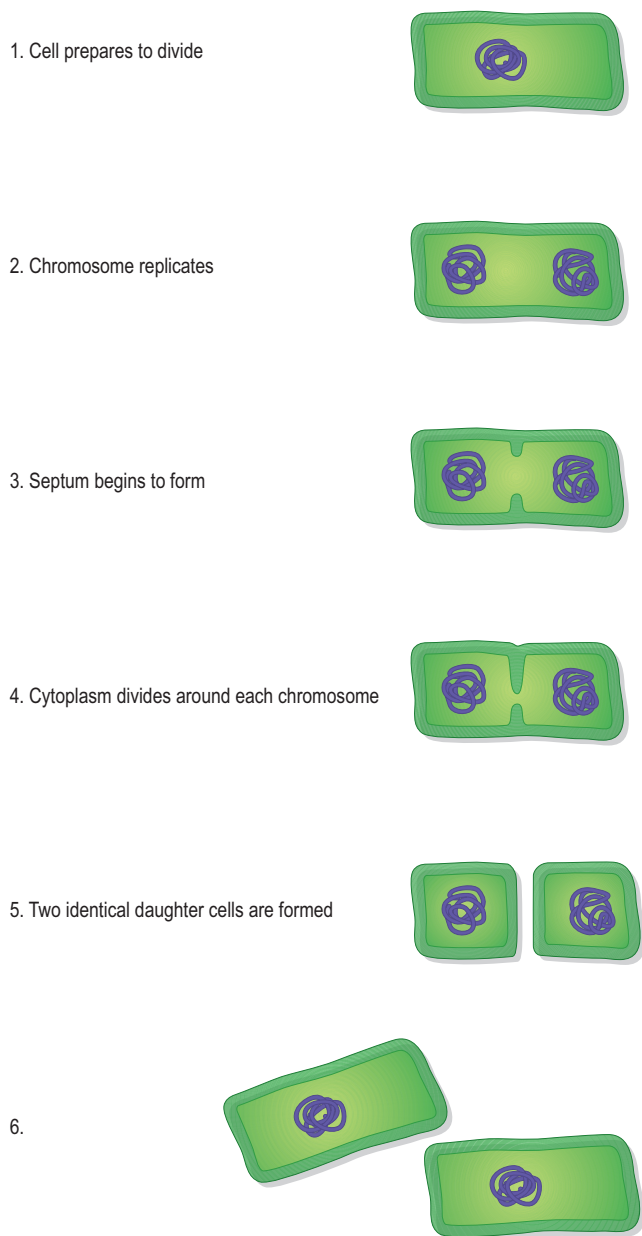 1. Cell prepares to divide
2. Chromosome replicates
3. Septum begins to form
4. Cytoplasm divides around each chromosome
5. Two identical daughter cells are formed
6.